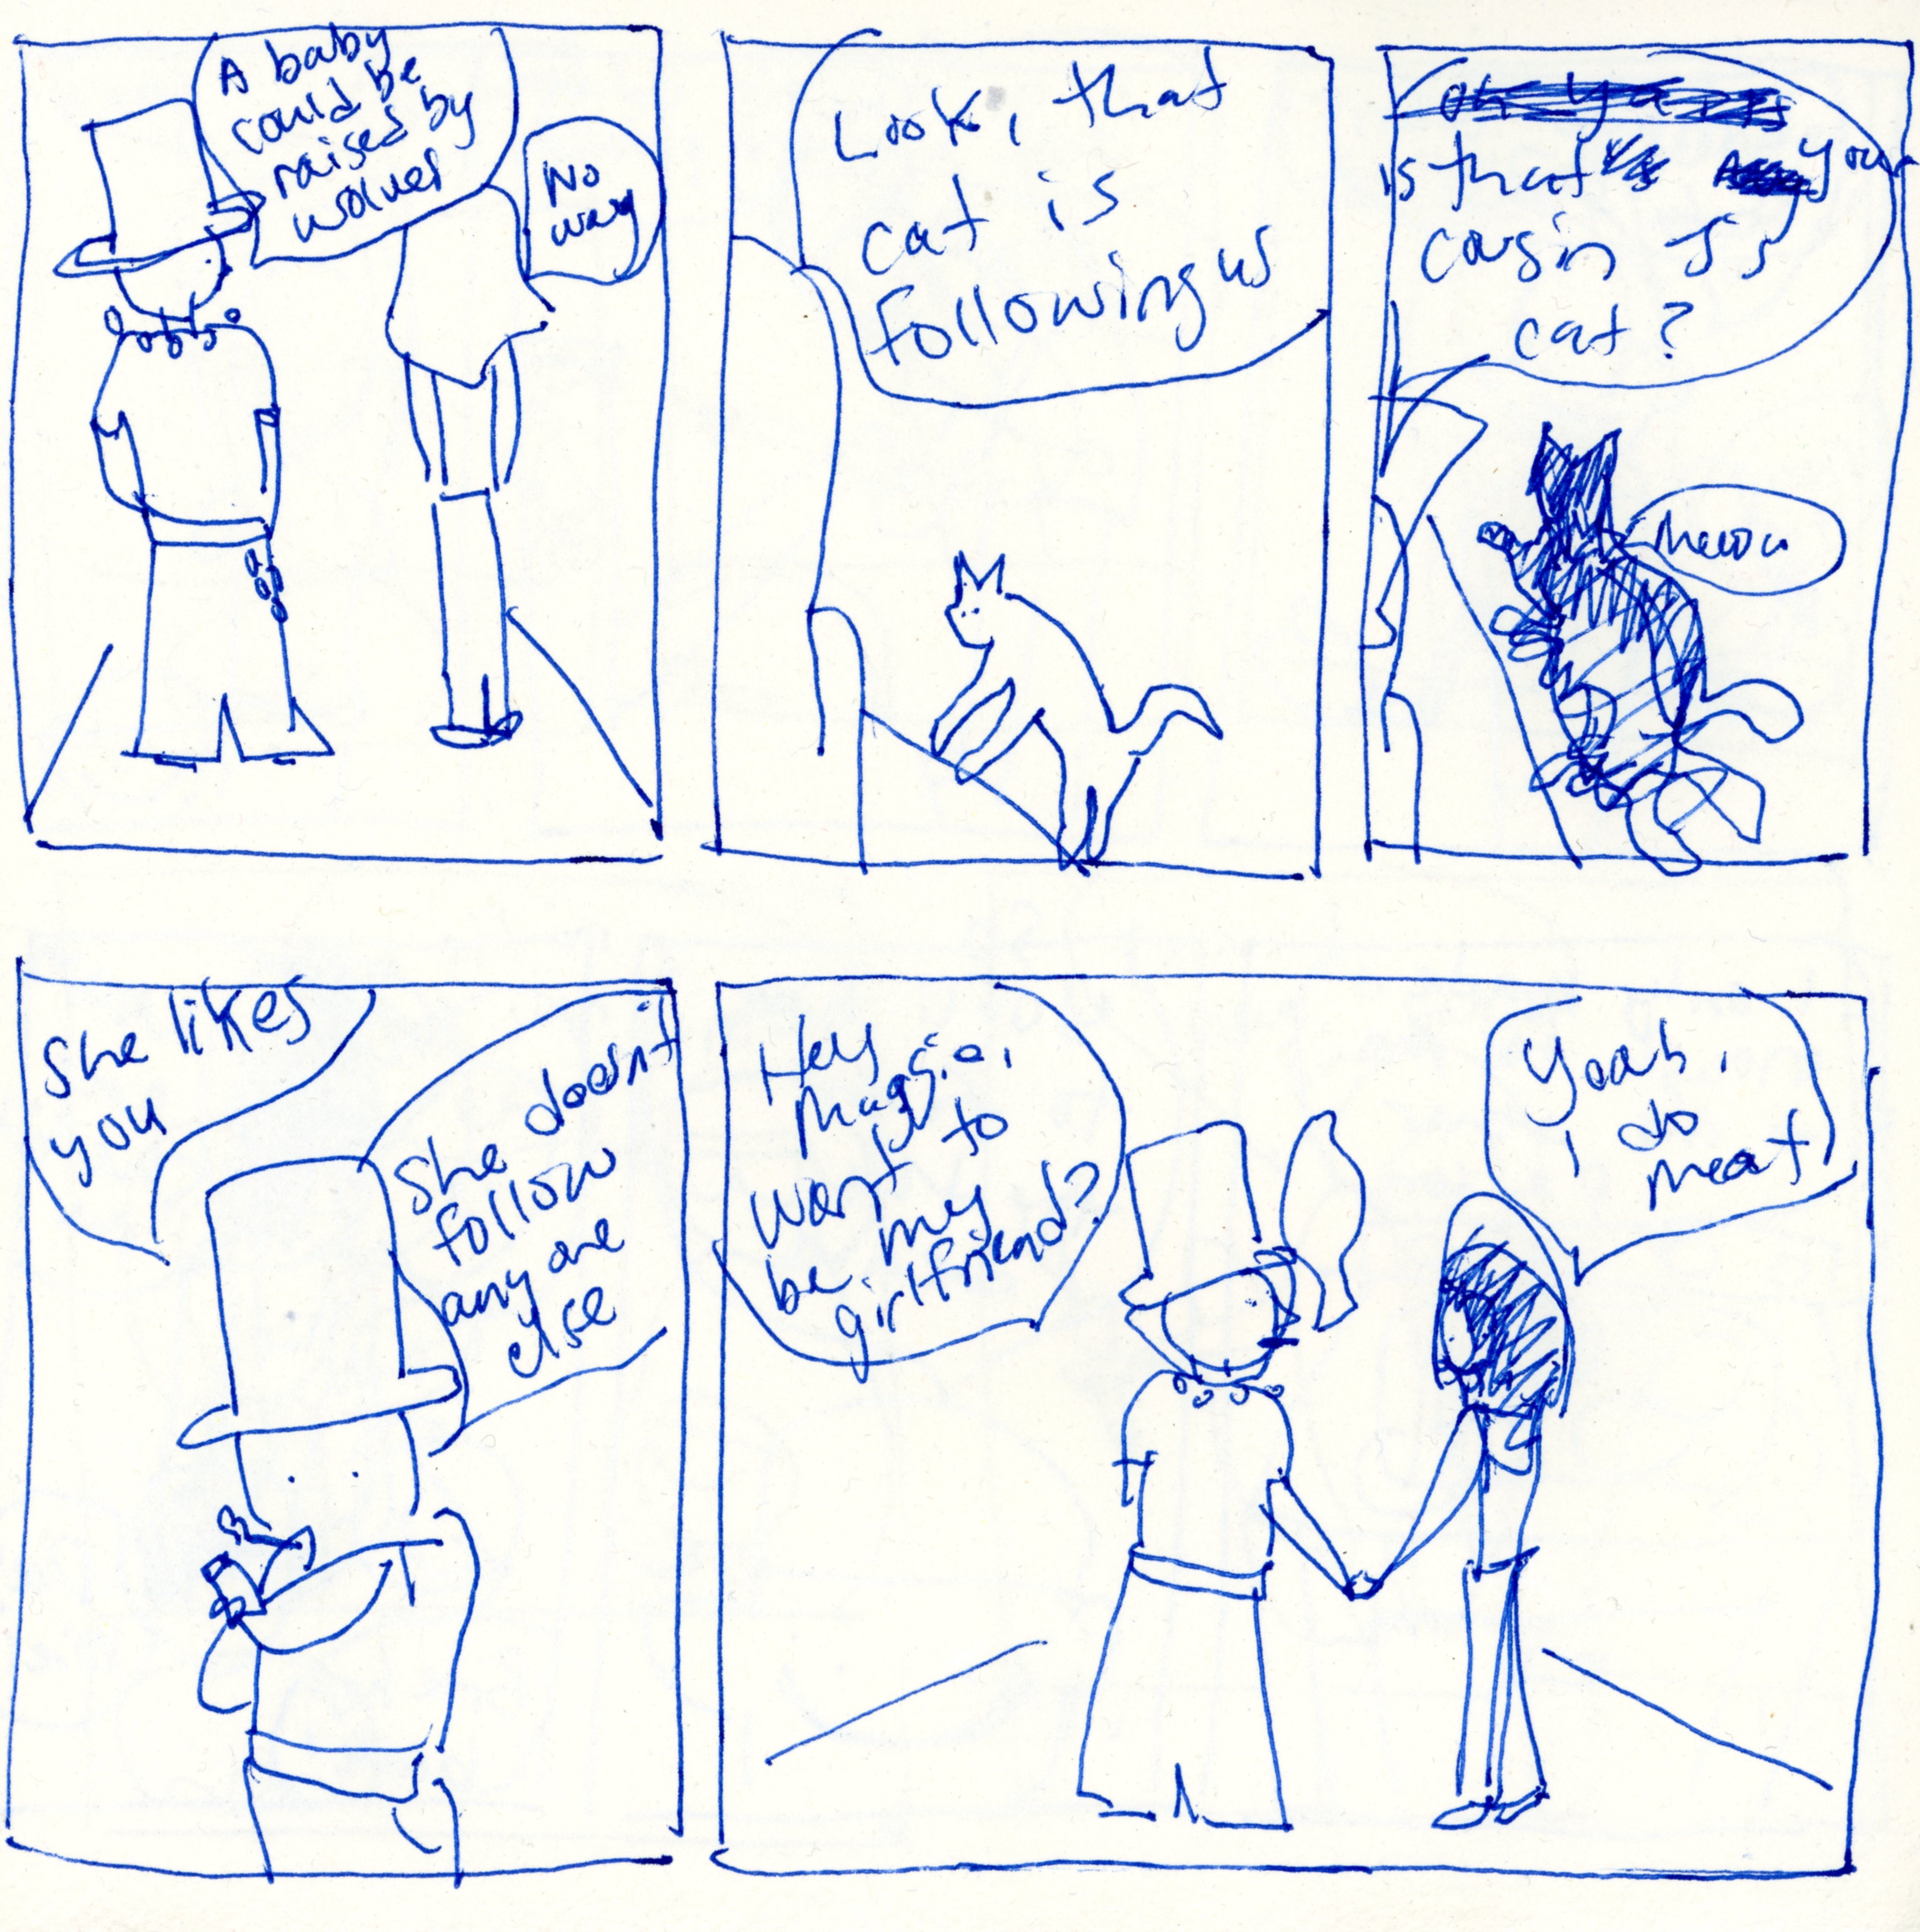 A baby
could be
raised by
wolves
No
way
Look, that
cat is
following us
is that your
cousin J's
cat?
Meow
She likes
you
She doesn't
follow
any one
else
Hey
Maggie,
want to
be my
girlfriend?
Yeah,
i do
meat